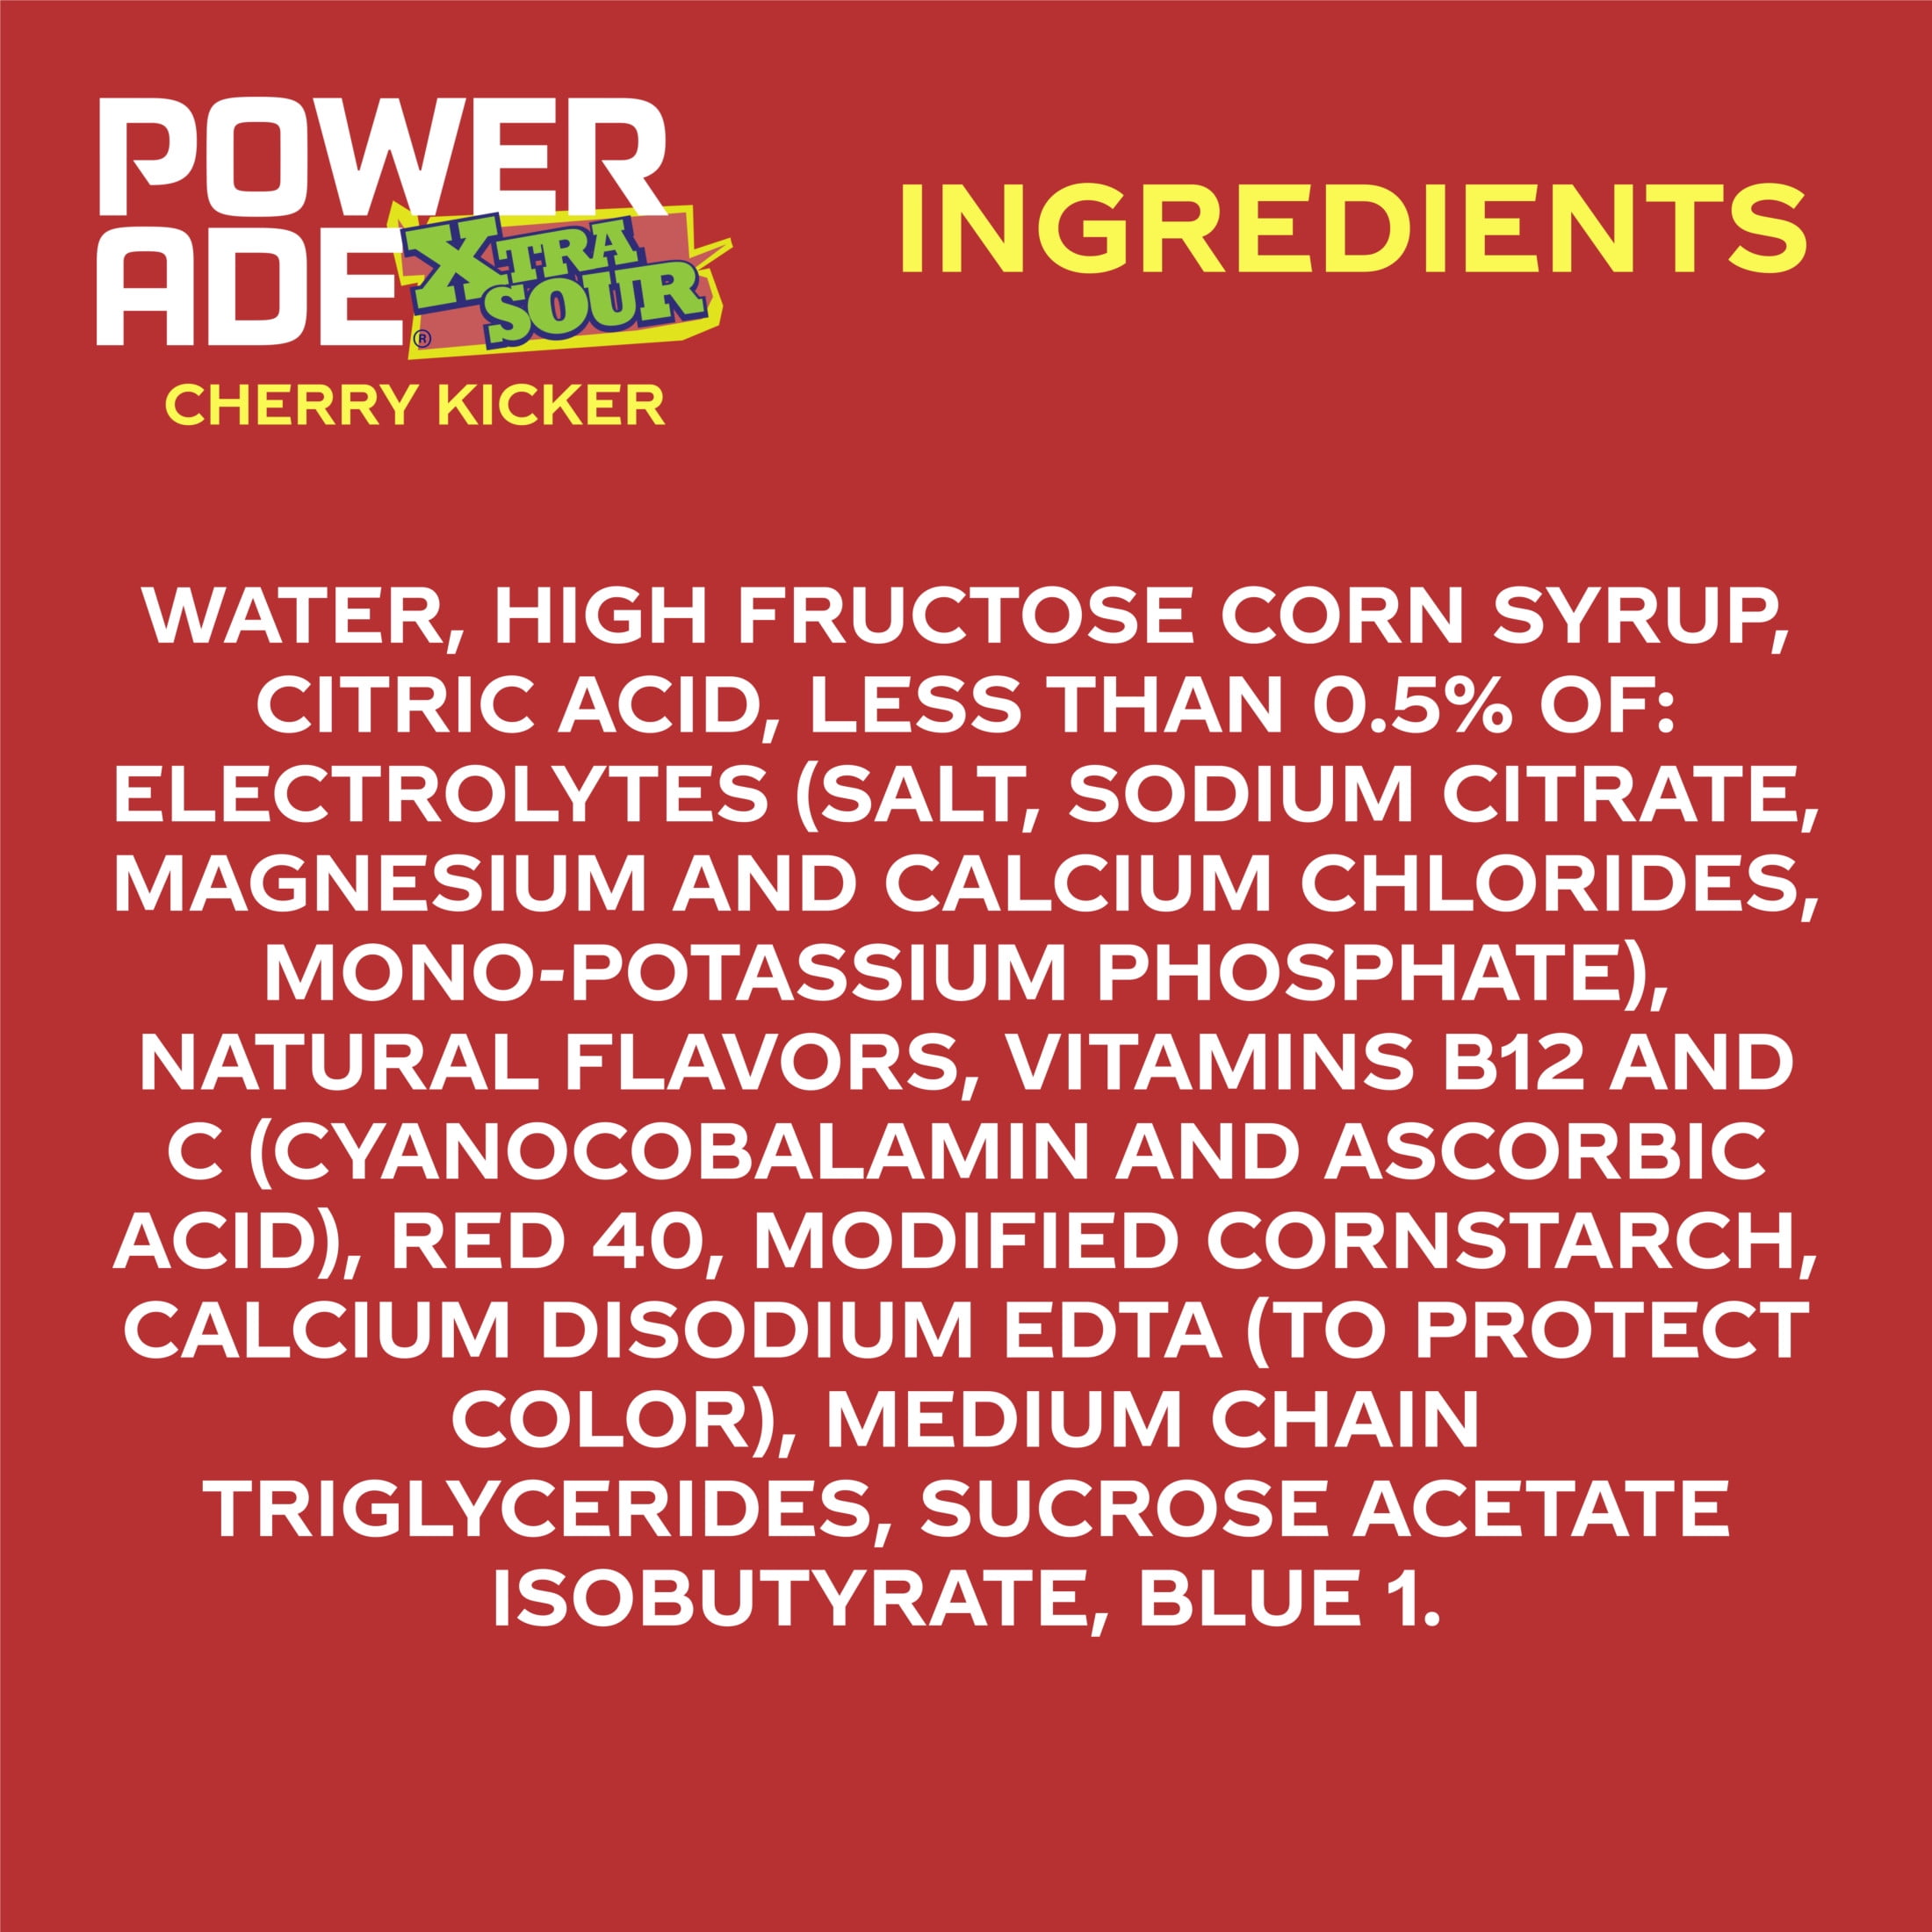 POWER
ADE XTRA SOUR ®
CHERRY KICKER
INGREDIENTS
WATER, HIGH FRUCTOSE CORN SYRUP,
CITRIC ACID, LESS THAN 0.5% OF:
ELECTROLYTES (SALT, SODIUM CITRATE,
MAGNESIUM AND CALCIUM CHLORIDES,
MONO-POTASSIUM PHOSPHATE),
NATURAL FLAVORS, VITAMINS B12 AND
C (CYANOCOBALAMIN AND ASCORBIC
ACID), RED 40, MODIFIED CORNSTARCH,
CALCIUM DISODIUM EDTA (TO PROTECT
COLOR), MEDIUM CHAIN
TRIGLYCERIDES, SUCROSE ACETATE
ISOBUTYRATE, BLUE 1.